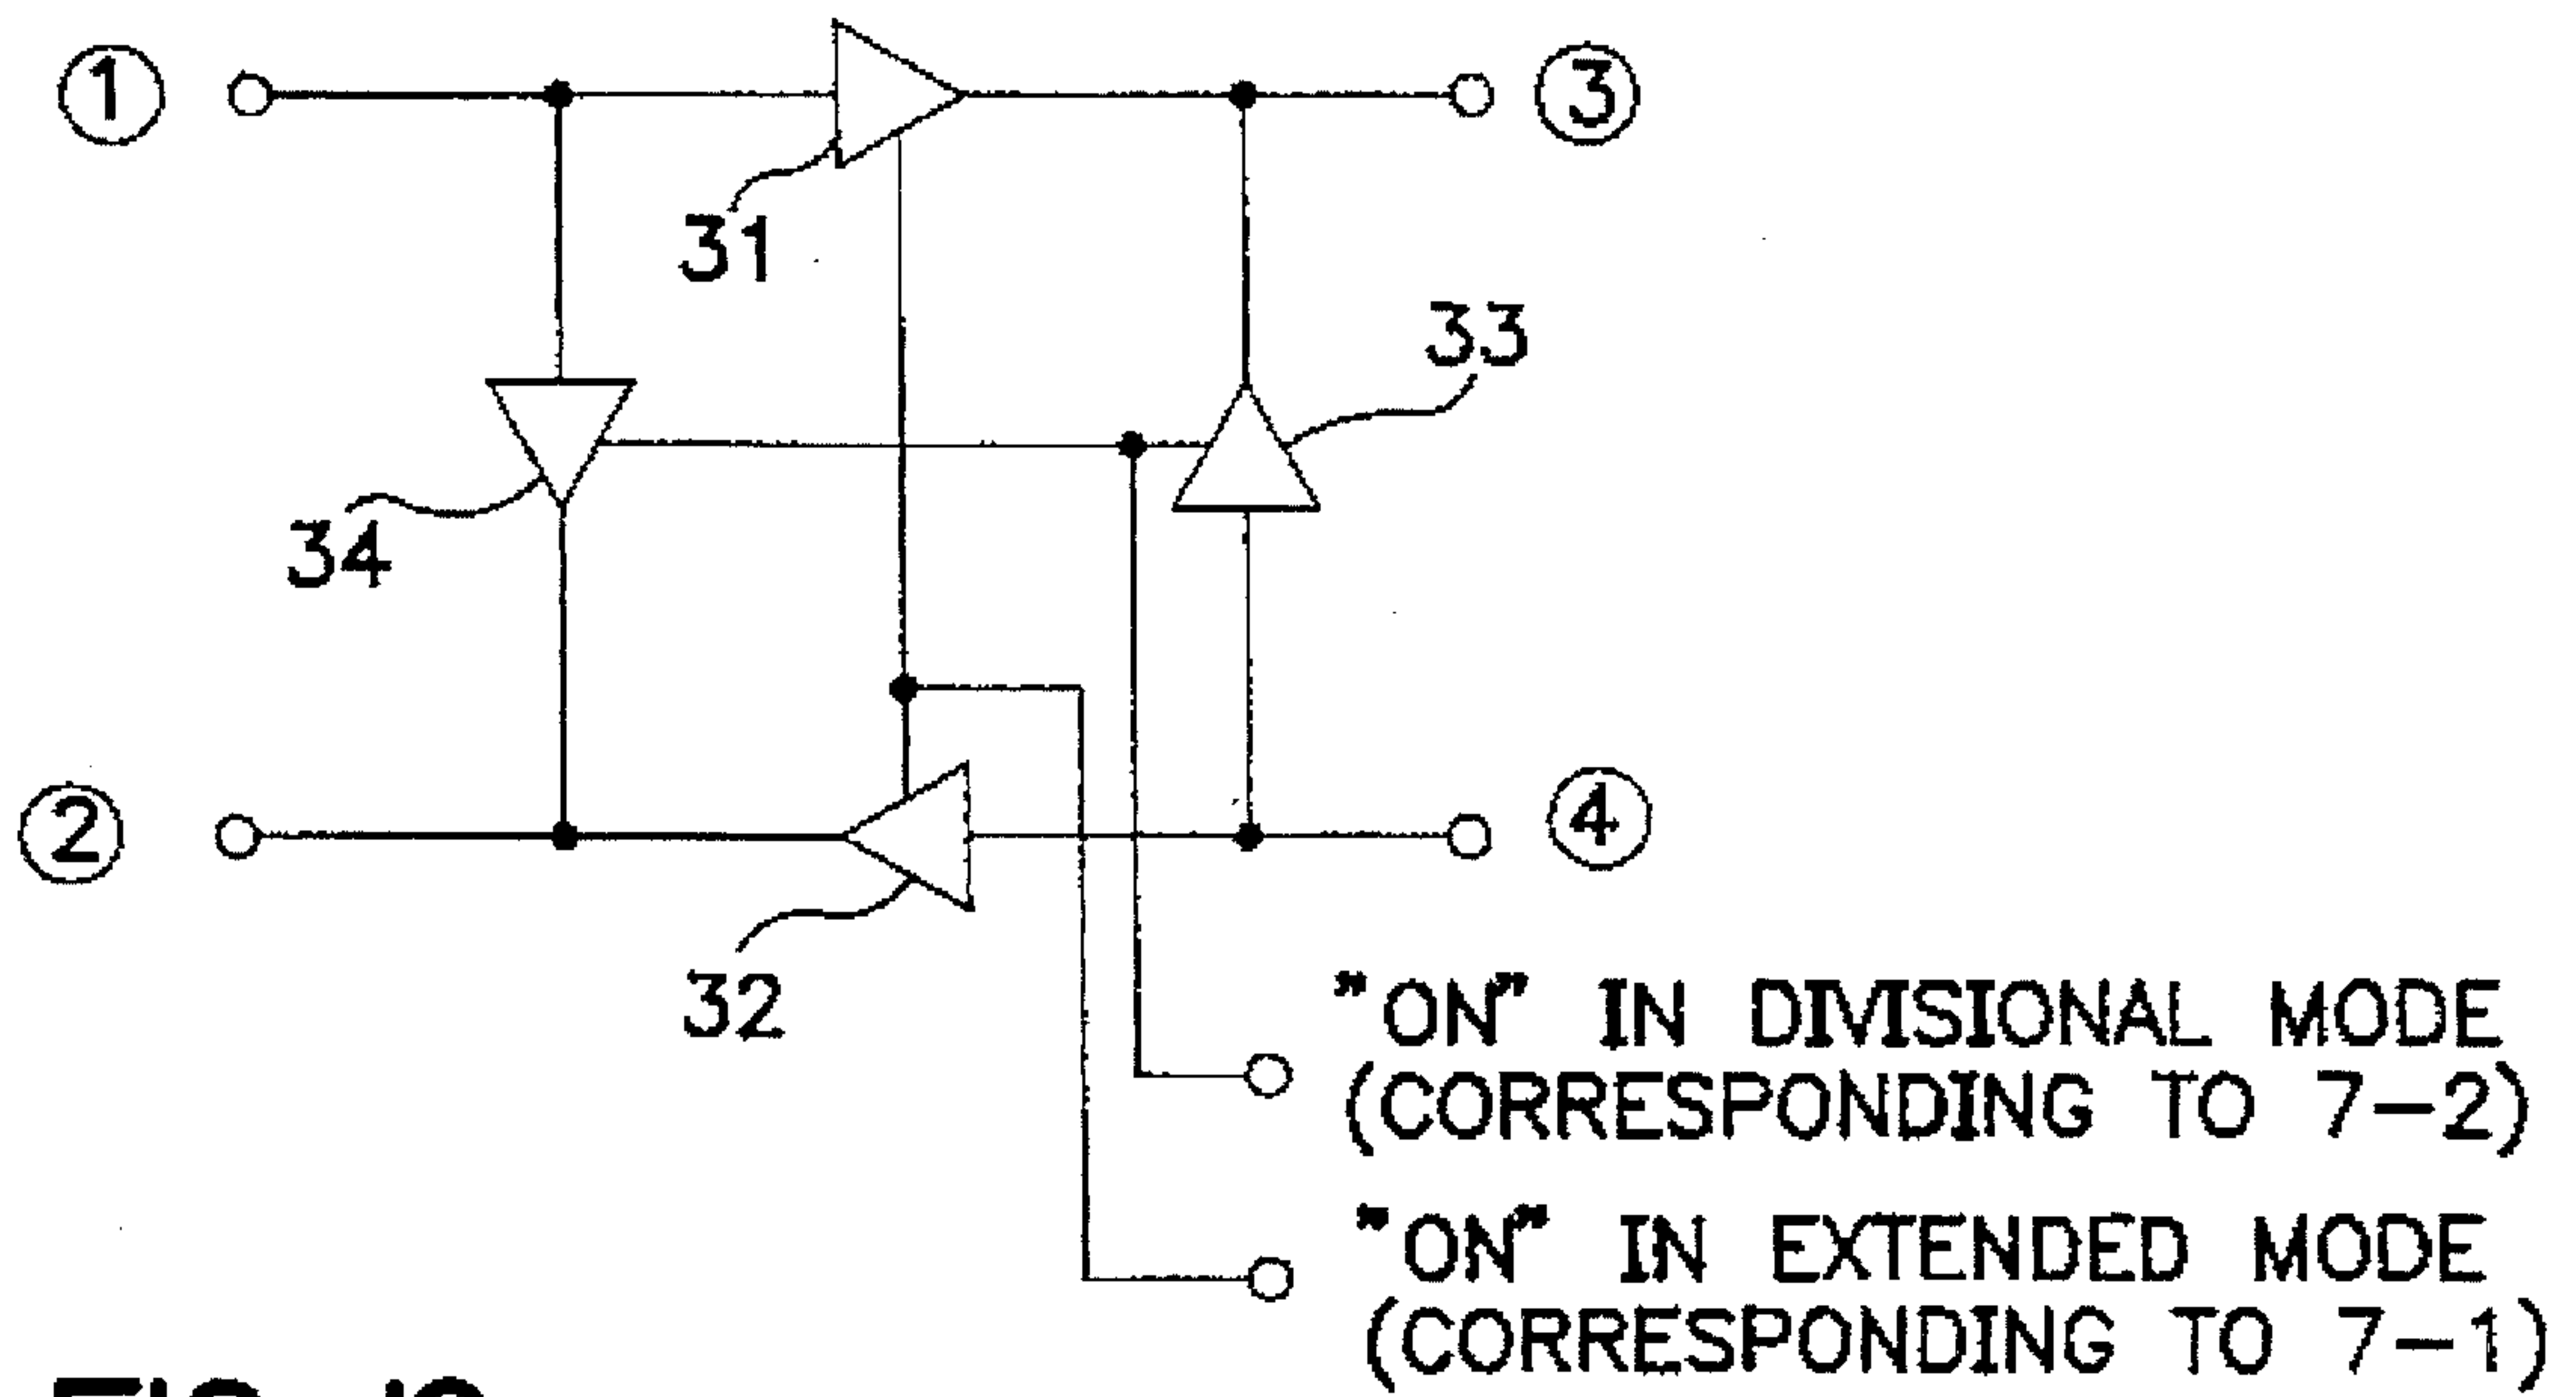 1
3
31
33
34
2
4
32
"ON" IN DIVISIONAL MODE
(CORRESPONDING TO 7-2)
"ON" IN EXTENDED MODE
(CORRESPONDING TO 7-1)